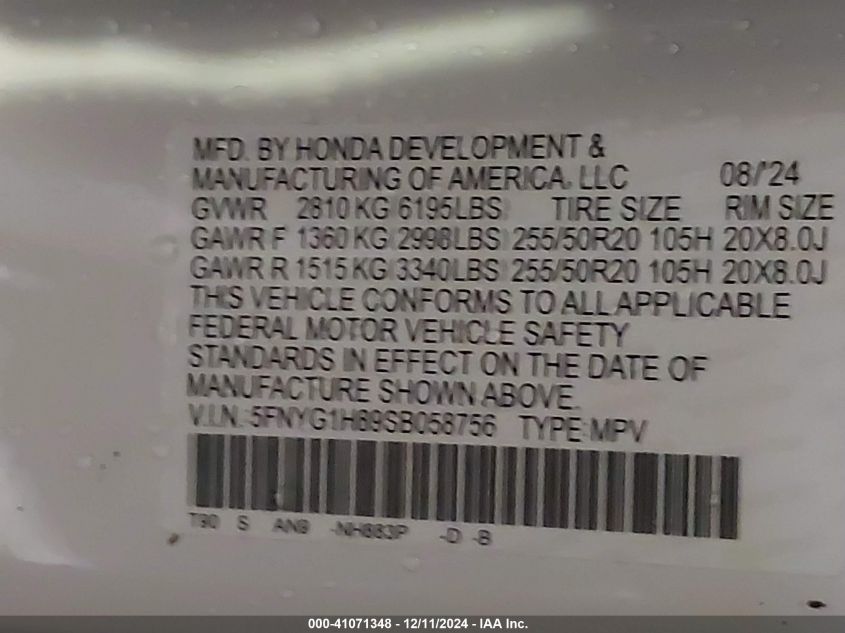 MFD. BY HONDA DEVELOPMENT &
MANUFACTURING OF AMERICA, LLC 08/'24
GVWR 2810 KG 6195LBS TIRE SIZE RIM SIZE
GAWR F 1360 KG 2998LBS 255/50R20 105H 20X8.0J
GAWR R 1515 KG 3340LBS 255/50R20 105H 20X8.0J
THIS VEHICLE CONFORMS TO ALL APPLICABLE
FEDERAL MOTOR VEHICLE SAFETY
STANDARDS IN EFFECT ON THE DATE OF
MANUFACTURE SHOWN ABOVE.
V.I.N. 5FNYG1H69SB058756 TYPE:MPV
T90 S AN9 -NH883P -D -B
000-41071348 - 12/11/2024 - IAA Inc.